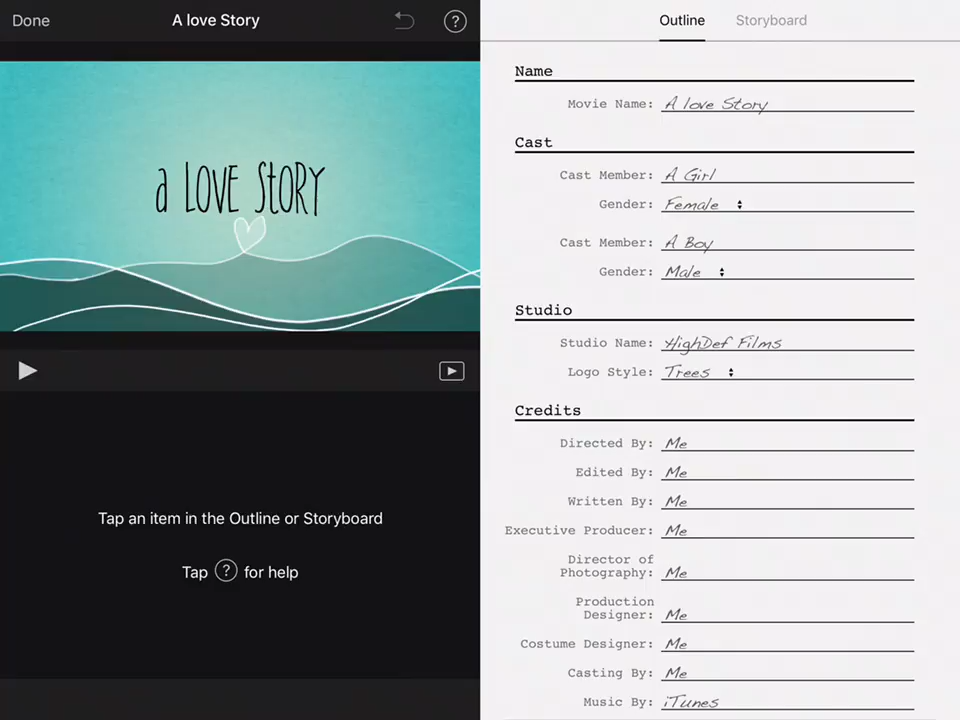 Done
A love Story
?
a LOVE StORY
Tap an item in the Outline or Storyboard
Tap ? for help
Outline Storyboard
Name
Movie Name: A love Story
Cast
Cast Member: A Girl
Gender: Female
Cast Member: A Boy
Gender: Male
Studio
Studio Name: HighDef Films
Logo Style: Trees
Credits
Directed By: Me
Edited By: Me
Written By: Me
Executive Producer: Me
Director of
Photography: Me
Production
Designer: Me
Costume Designer: Me
Casting By: Me
Music By: iTunes